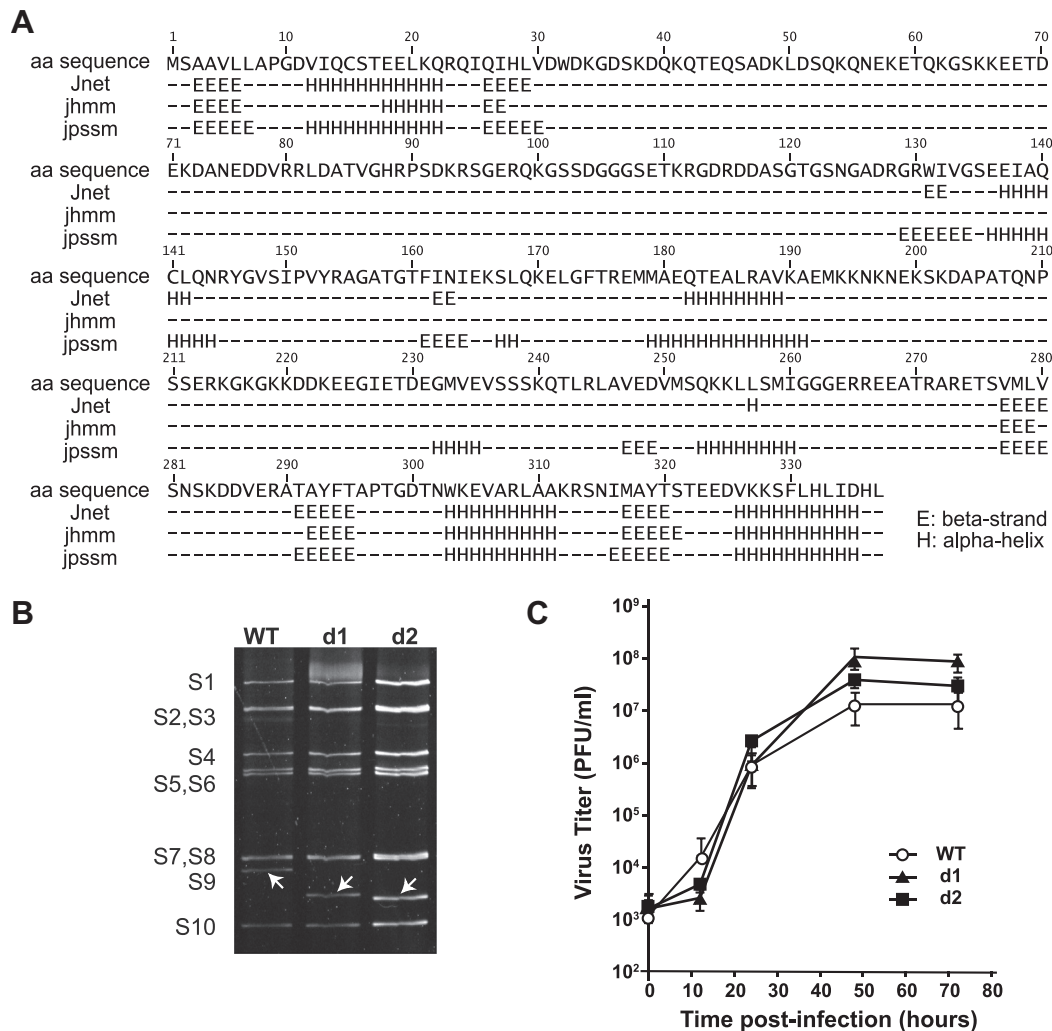 A
1 10 20 30 40 50 60 70
aa sequence MSAAVLLAPGDVIQCSTEELKQRQIQIHLVDWDKGDSKDQKQTEQSADKLDSQKQNEKETQKGSKKEETD
Jnet --EEEE-----HHHHHHHHHHH---EEEE-----------------------------------------
jhmm --EEEE-----------HHHHH---EE-------------------------------------------
jpssm --EEEEE----HHHHHHHHHHH---EEEEE----------------------------------------
71 80 90 100 110 120 130 140
aa sequence EKDANEDDVRRLDATVGHRPSDKRSGERQKGSSDGGGSETKRGDRDDASGTGSNGADRGRWIVGSEEIAQ
Jnet ------------------------------------------------------------EE----HHHH
jhmm ----------------------------------------------------------------------
jpssm ----------------------------------------------------------EEEEEE-HHHHH
141 150 160 170 180 190 200 210
aa sequence CLQNRYGVSIPVYRAGATGTFINIEKSLQKELGFTREMMAEQTEALRAVKAEMKKNKNEKSKDAPATQNP
Jnet HH-------------------EE------------------HHHHHHHH---------------------
jhmm ----------------------------------------------------------------------
jpssm HHHH----------------EEEE--HH----------HHHHHHHHHHHHH-------------------
211 220 230 240 250 260 270 280
aa sequence SSERKGKGKKDDKEEGIETDEGMVEVSSSKQTLRLAVEDVMSQKKLLSMIGGGERREEATRARETSVMLV
Jnet ----------------------------------------------H-------------------EEEE
jhmm ------------------------------------------------------------------EEE-
jpssm ---------------------HHHH-----------EEE---HHHHHHHH----------------EEEE
281 290 300 310 320 330
aa sequence SNSKDDVERATAYFTAPTGDTNWKEVARLAAKRSNIMAYTSTEEDVKKSFLHLIDHL
Jnet ----------EEEEE-------HHHHHHHHH-----EEEE-----HHHHHHHHHH--
jhmm -----------EEEE-------HHHHHHHHH-----EEEEE----HHHHHHHHHH--
jpssm ----------EEEEE-------HHHHHHHHH----EEEEE-----HHHHHHHHHH--
E: beta-strand
H: alpha-helix
B
WT d1 d2
S1
S2,S3
S4
S5,S6
S7,S8
S9
S10
C
Virus Titer (PFU/ml)
10⁹
10⁸
10⁷
10⁶
10⁵
10⁴
10³
10²
WT
d1
d2
0 10 20 30 40 50 60 70 80
Time post-infection (hours)